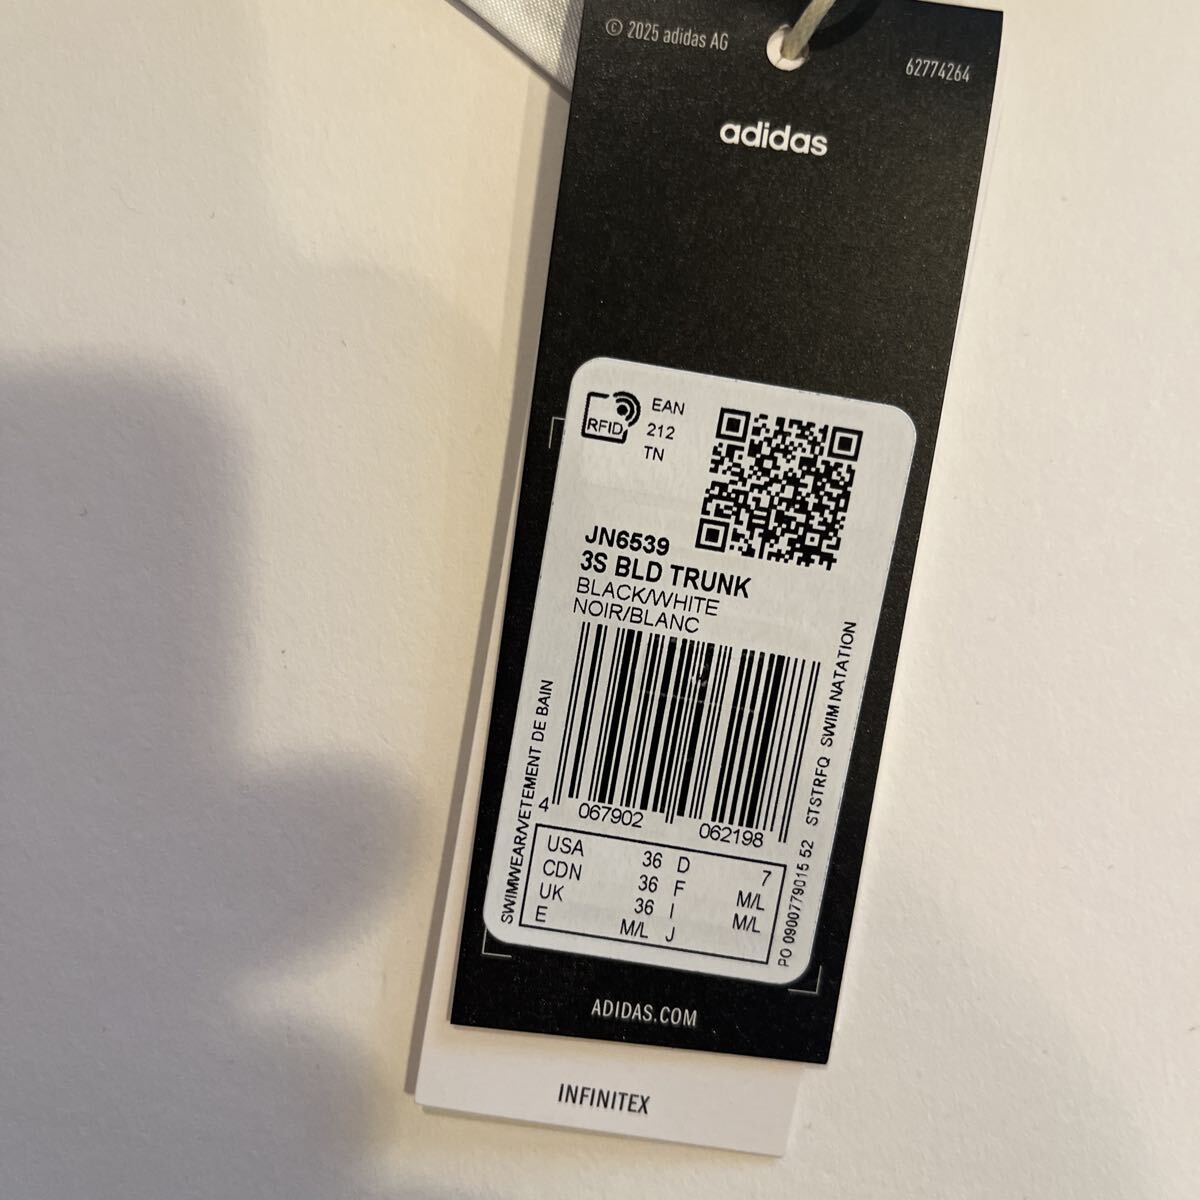 © 2025 adidas AG
62774264
adidas
RFID
EAN
212
TN
JN6539
3S BLD TRUNK
BLACK/WHITE
NOIR/BLANC
4 067902 062198
SWIMWEAR/VETEMENT DE BAIN
PO 0900779015 52 STSTRFQ SWIM NATATION
USA 36 D 7
CDN 36 F M/L
UK 36 I M/L
E M/L J
ADIDAS.COM
INFINITEX